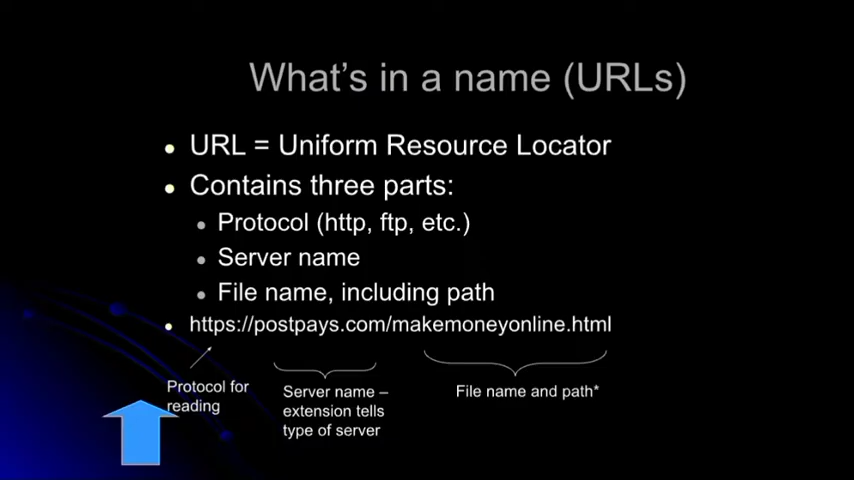 What's in a name (URLs)
URL = Uniform Resource Locator
Contains three parts:
Protocol (http, ftp, etc.)
Server name
File name, including path
https://postpays.com/makemoneyonline.html
Protocol for
reading
Server name –
extension tells
type of server
File name and path*